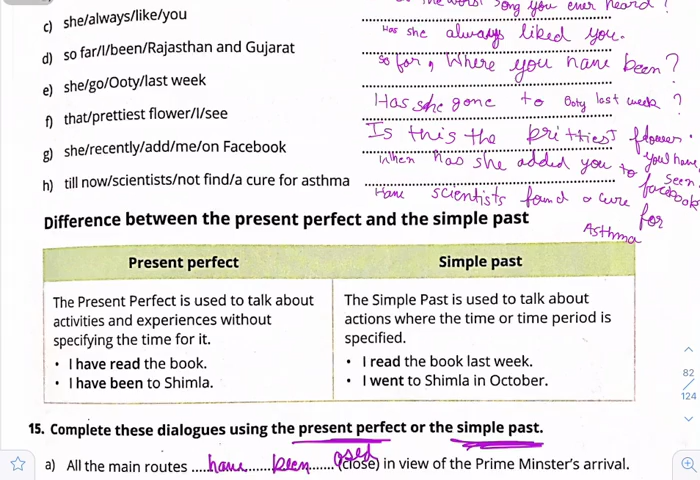 the worst song you ever heard ?
c) she/always/like/you
Has she always liked you.
d) so far/I/been/Rajasthan and Gujarat
so far, Where you have been ?
e) she/go/Ooty/last week
Has she gone to Ooty last week ?
f) that/prettiest flower/I/see
Is this the prittiest flower.
you have seen
g) she/recently/add/me/on Facebook
When has she added you to facebook
h) till now/scientists/not find/a cure for asthma
Have scientists found a cure for Asthma
Difference between the present perfect and the simple past
Present perfect
Simple past
The Present Perfect is used to talk about
activities and experiences without
specifying the time for it.
• I have read the book.
• I have been to Shimla.
The Simple Past is used to talk about
actions where the time or time period is
specified.
• I read the book last week.
• I went to Shimla in October.
82
124
15. Complete these dialogues using the present perfect or the simple past.
a) All the main routes ....have.....been...... (close) in view of the Prime Minster's arrival.